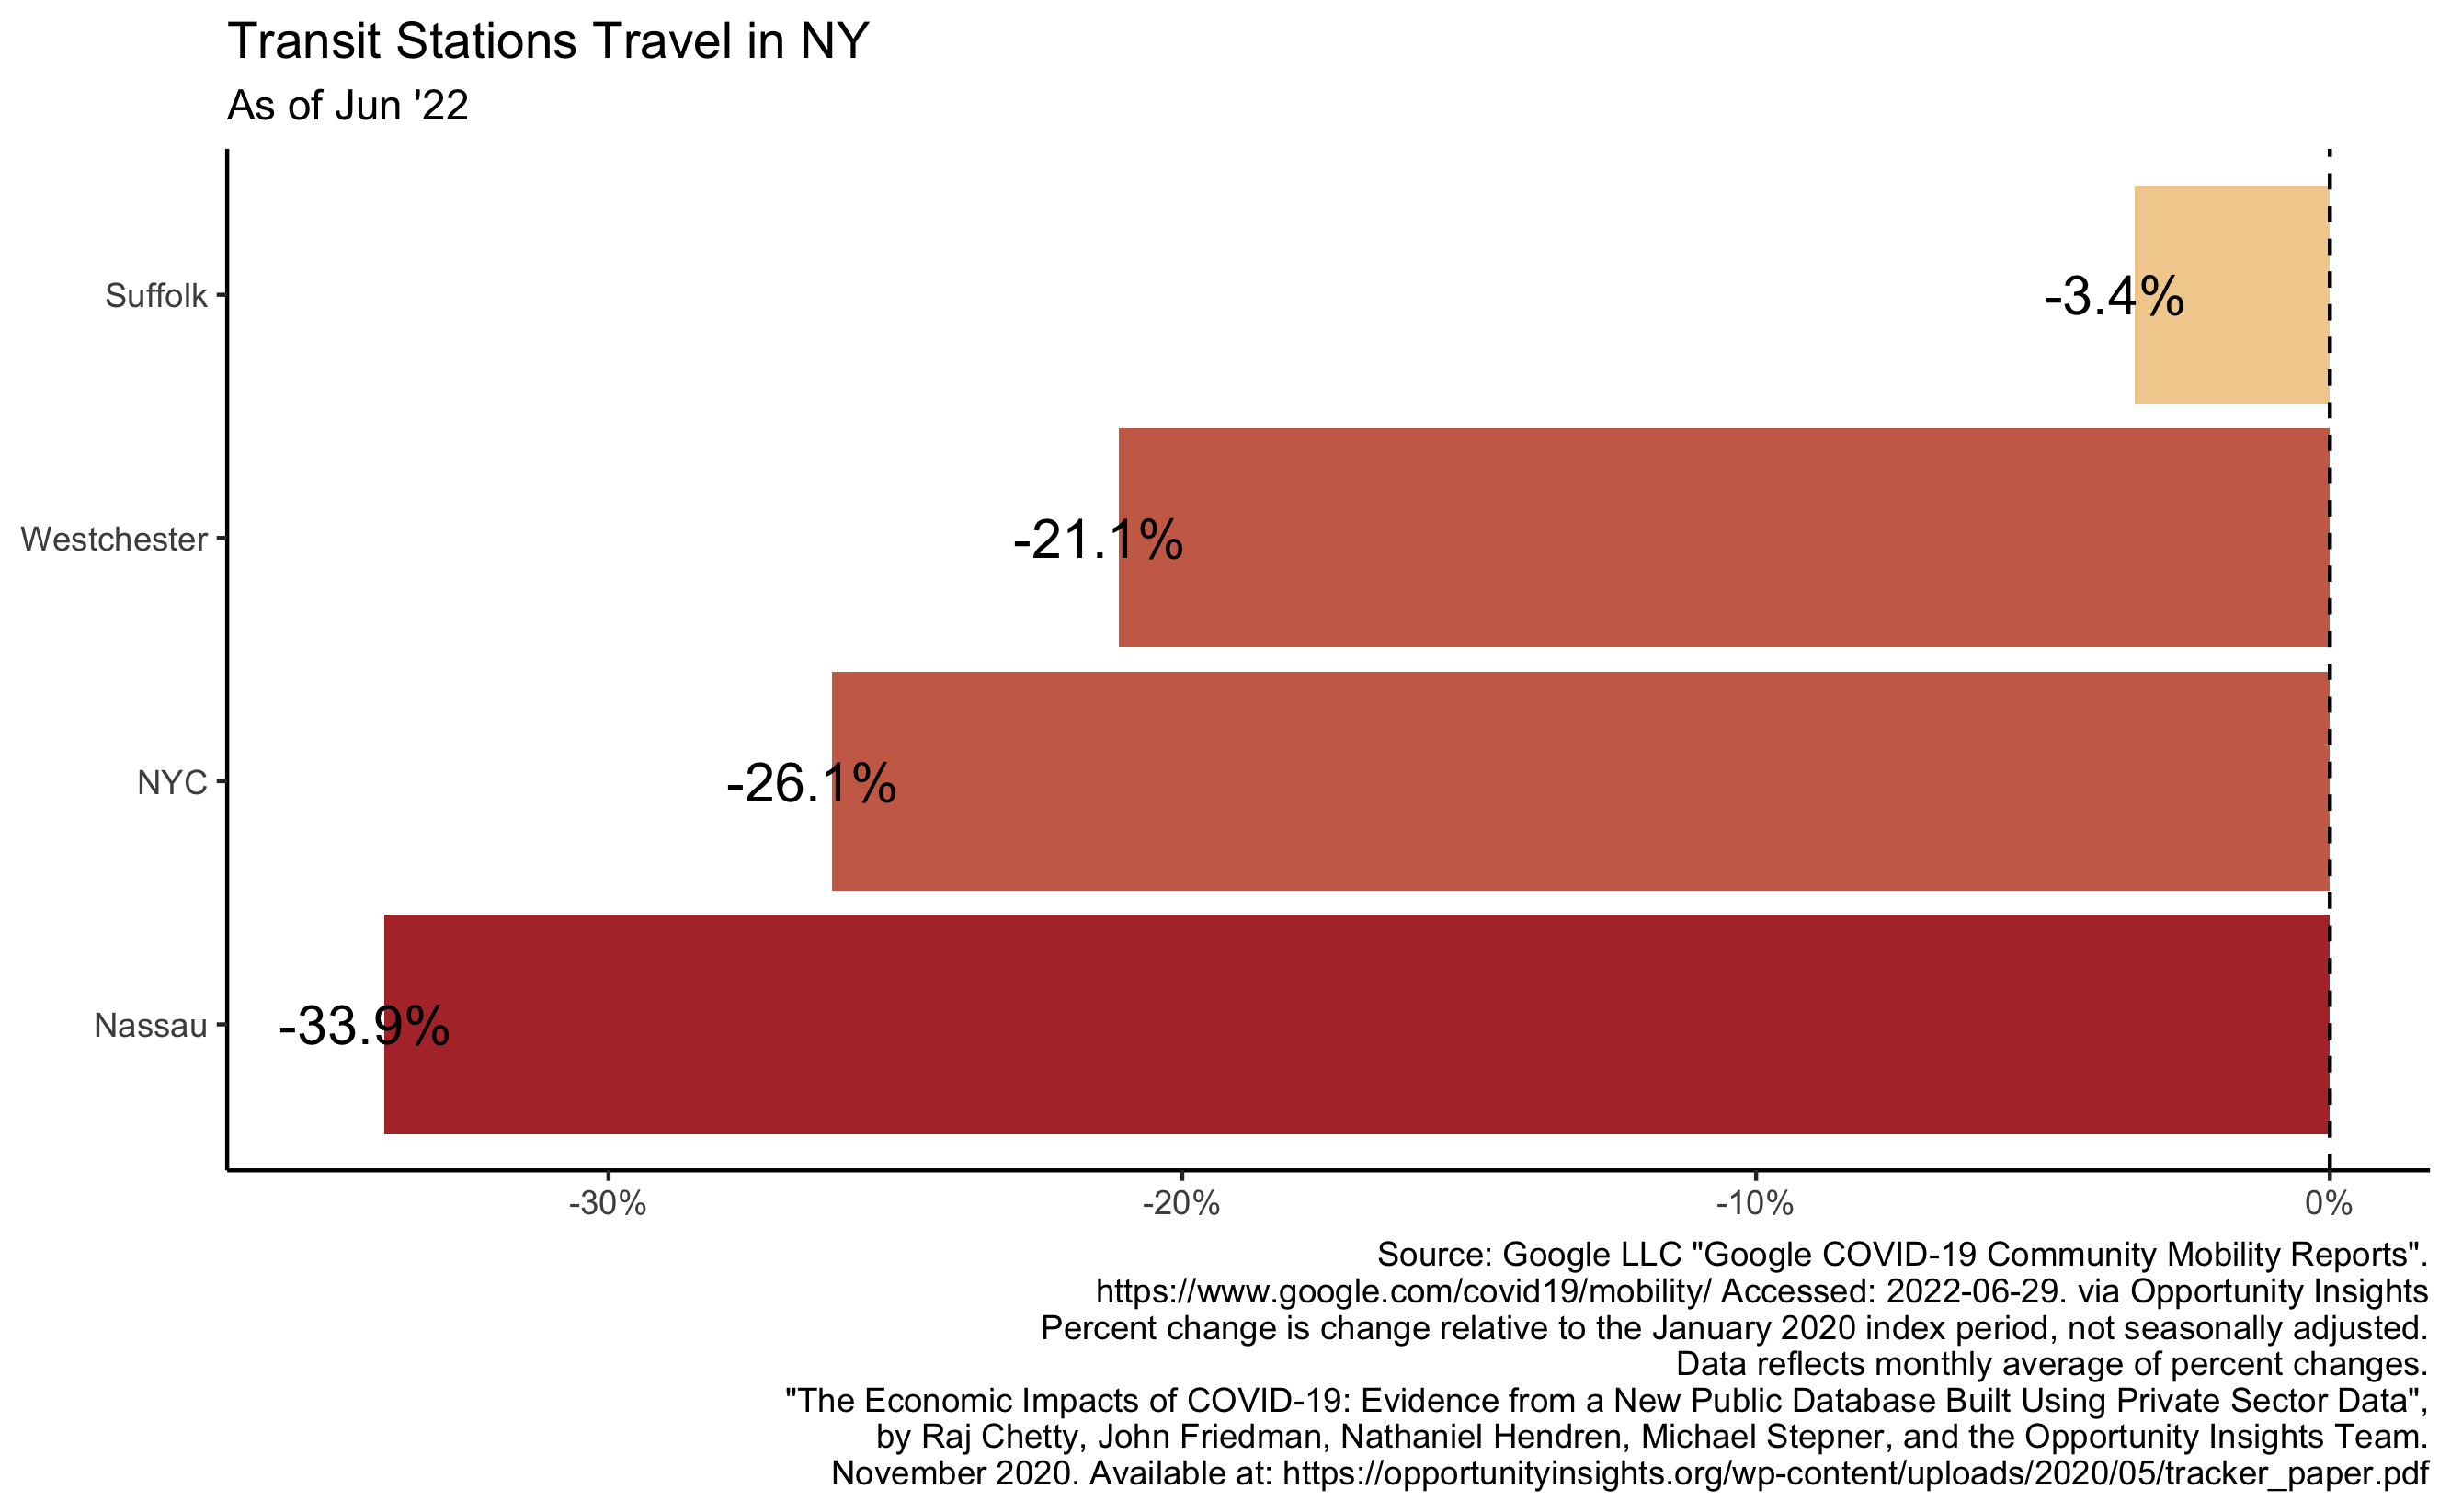 Transit Stations Travel in NY
As of Jun '22
Suffolk
-3.4%
Westchester
-21.1%
NYC
-26.1%
Nassau
-33.9%
-30%
-20%
-10%
0%
Source: Google LLC "Google COVID-19 Community Mobility Reports".
https://www.google.com/covid19/mobility/ Accessed: 2022-06-29. via Opportunity Insights
Percent change is change relative to the January 2020 index period, not seasonally adjusted.
Data reflects monthly average of percent changes.
"The Economic Impacts of COVID-19: Evidence from a New Public Database Built Using Private Sector Data",
by Raj Chetty, John Friedman, Nathaniel Hendren, Michael Stepner, and the Opportunity Insights Team.
November 2020. Available at: https://opportunityinsights.org/wp-content/uploads/2020/05/tracker_paper.pdf